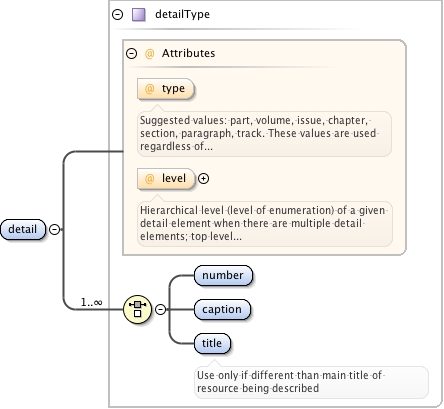 detailType
@ Attributes
@ type
Suggested values: part, volume, issue, chapter,
section, paragraph, track. These values are used
regardless of...
@ level
Hierarchical level (level of enumeration) of a given
detail element when there are multiple detail
elements; top level...
detail
1..∞
number
caption
title
Use only if different than main title of
resource being described